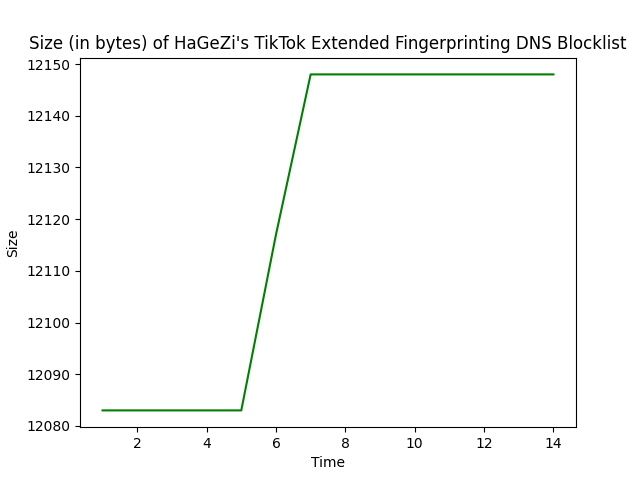 Size (in bytes) of HaGeZi's TikTok Extended Fingerprinting DNS Blocklist
12150
12140
12130
12120
12110
12100
12090
12080
Size
2 4 6 8 10 12 14
Time